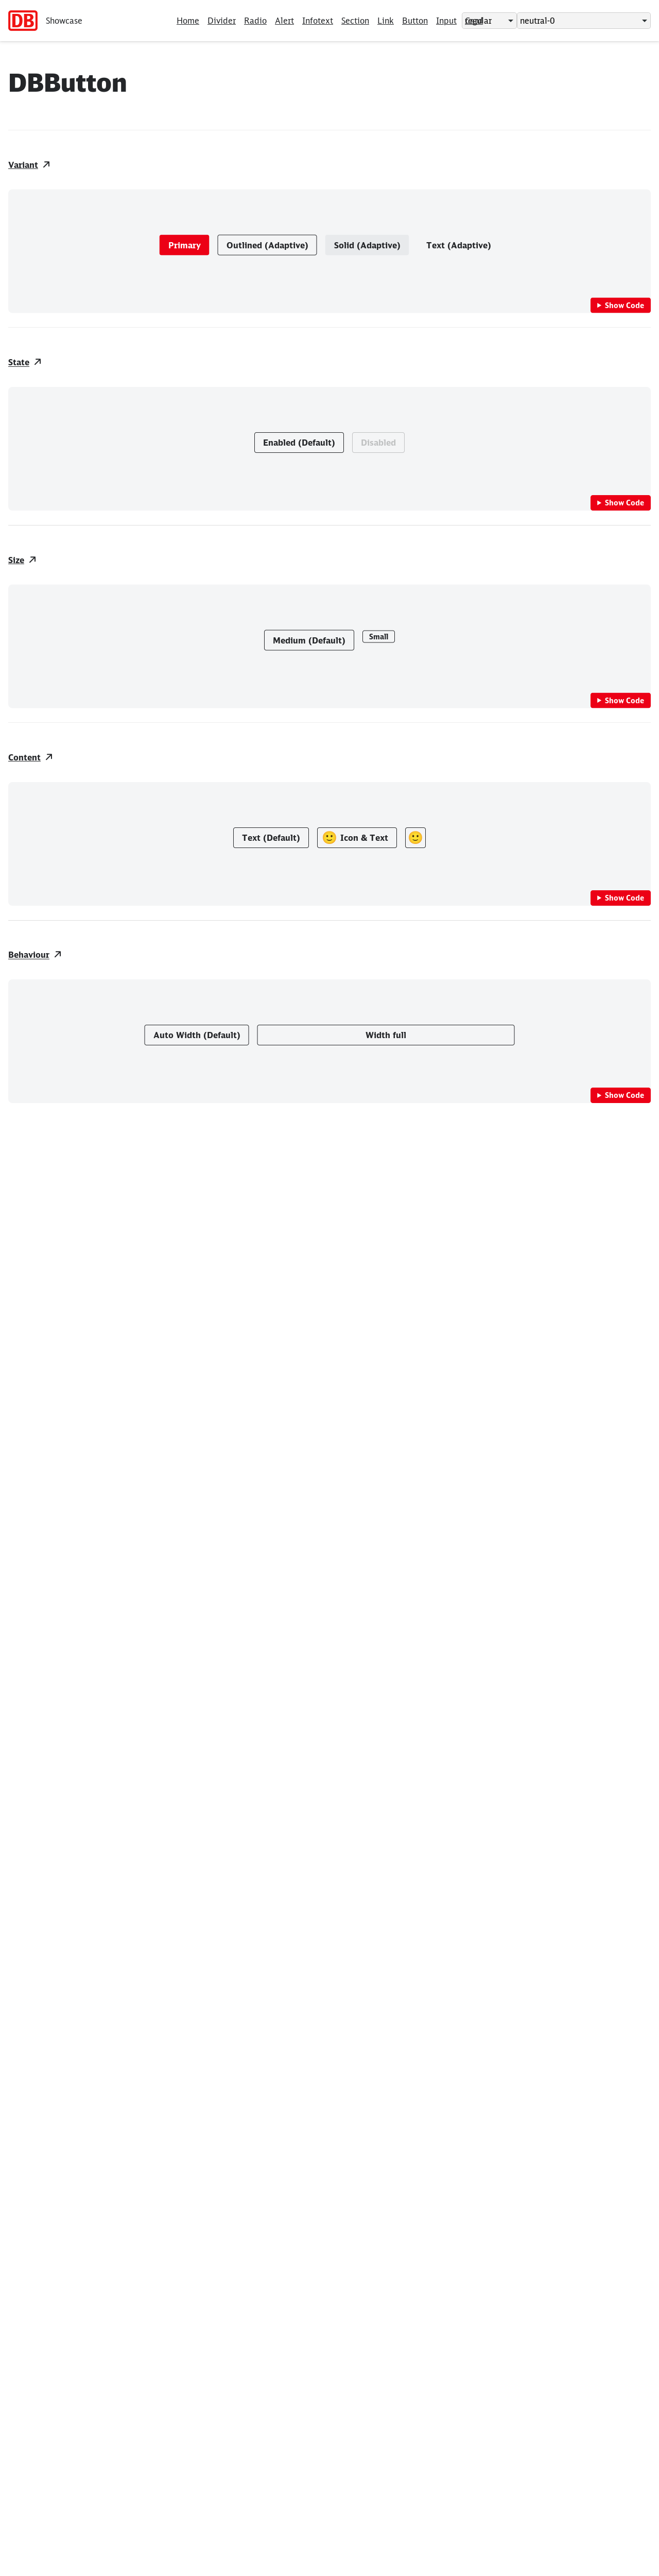 DB Showcase Home Divider Radio Alert Infotext Section Link Button Input regular neutral-0
DBButton
Variant
Primary Outlined (Adaptive) Solid (Adaptive) Text (Adaptive)
Show Code
State
Enabled (Default) Disabled
Show Code
Size
Medium (Default) Small
Show Code
Content
Text (Default) Icon & Text
Show Code
Behaviour
Auto Width (Default) Width full
Show Code